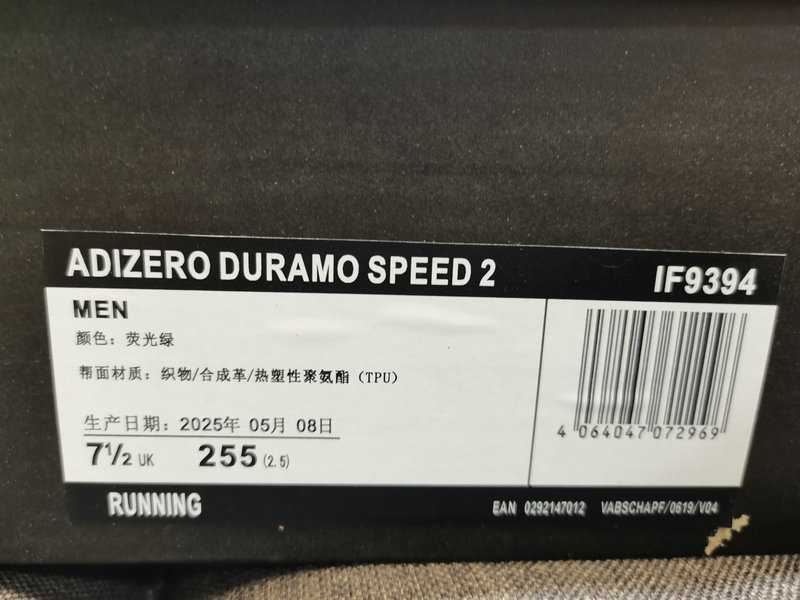 ADIZERO DURAMO SPEED 2 IF9394
MEN
颜色：荧光绿
帮面材质：织物/合成革/热塑性聚氨酯（TPU）
生产日期：2025年 05月 08日
7½ UK 255 (2.5)
4 064047 072969
RUNNING EAN 0292147012 VABSCHAPF/0619/V04